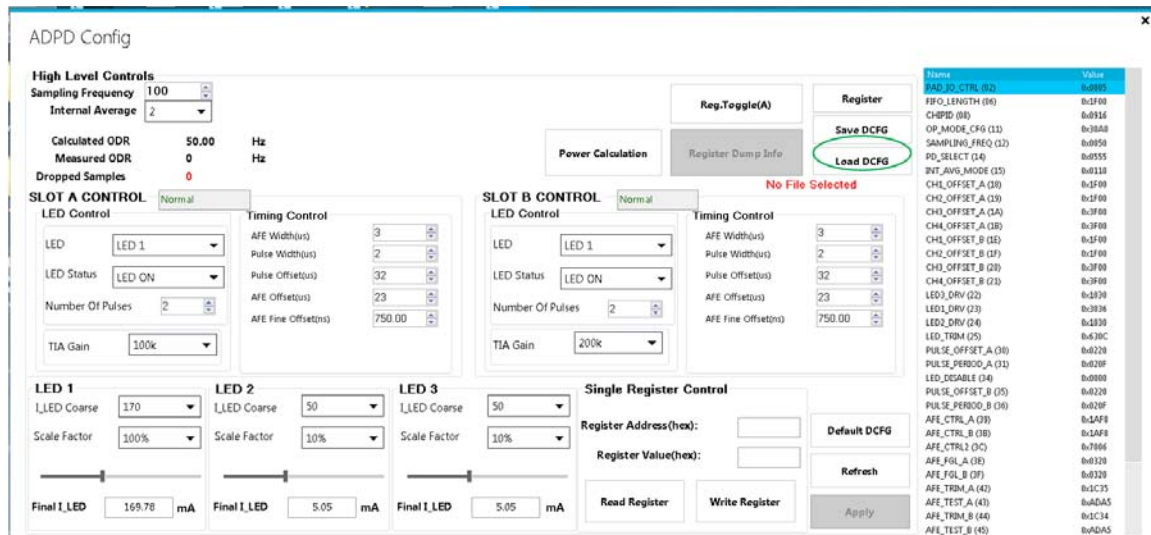 ADPD Config
High Level Controls
Sampling Frequency 100
Internal Average 2
Calculated ODR 50.00 Hz
Measured ODR 0 Hz
Dropped Samples 0
Reg.Toggle(A)
Register
Save DCFG
Power Calculation
Register Dump Info
Load DCFG
No File Selected
SLOT A CONTROL Normal
LED Control
LED LED 1
LED Status LED ON
Number Of Pulses 2
TIA Gain 100k
Timing Control
AFE Width(us) 3
Pulse Width(us) 2
Pulse Offset(us) 32
AFE Offset(us) 23
AFE Fine Offset(ns) 750.00
SLOT B CONTROL Normal
LED Control
LED LED 1
LED Status LED ON
Number Of Pulses 2
TIA Gain 200k
Timing Control
AFE Width(us) 3
Pulse Width(us) 2
Pulse Offset(us) 32
AFE Offset(us) 23
AFE Fine Offset(ns) 750.00
LED 1
I_LED Coarse 170
Scale Factor 100%
Final I_LED 169.78 mA
LED 2
I_LED Coarse 50
Scale Factor 10%
Final I_LED 5.05 mA
LED 3
I_LED Coarse 50
Scale Factor 10%
Final I_LED 5.05 mA
Single Register Control
Register Address(hex):
Register Value(hex):
Read Register
Write Register
Default DCFG
Refresh
Apply
Name Value
PAD_IO_CTRL (02) 0x0005
FIFO_LENGTH (06) 0x1F00
CHIPID (08) 0x0916
OP_MODE_CFG (11) 0x30A8
SAMPLING_FREQ (12) 0x0050
PD_SELECT (14) 0x0555
INT_AVG_MODE (15) 0x0110
CH1_OFFSET_A (18) 0x1F00
CH2_OFFSET_A (19) 0x1F00
CH3_OFFSET_A (1A) 0x3F00
CH4_OFFSET_A (1B) 0x3F00
CH1_OFFSET_B (1E) 0x1F00
CH2_OFFSET_B (1F) 0x1F00
CH3_OFFSET_B (20) 0x3F00
CH4_OFFSET_B (21) 0x3F00
LED3_DRV (22) 0x1030
LED1_DRV (23) 0x3036
LED2_DRV (24) 0x1030
LED_TRIM (25) 0x630C
PULSE_OFFSET_A (30) 0x0220
PULSE_PERIOD_A (31) 0x020F
LED_DISABLE (34) 0x0000
PULSE_OFFSET_B (35) 0x0220
PULSE_PERIOD_B (36) 0x020F
AFE_CTRL_A (39) 0x1AF8
AFE_CTRL_B (3B) 0x1AF8
AFE_CTRL2 (3C) 0x7006
AFE_FGL_A (3E) 0x0320
AFE_FGL_B (3F) 0x0320
AFE_TRIM_A (42) 0x1C35
AFE_TEST_A (43) 0xADA5
AFE_TRIM_B (44) 0x1C34
AFE_TEST_B (45) 0xADA5